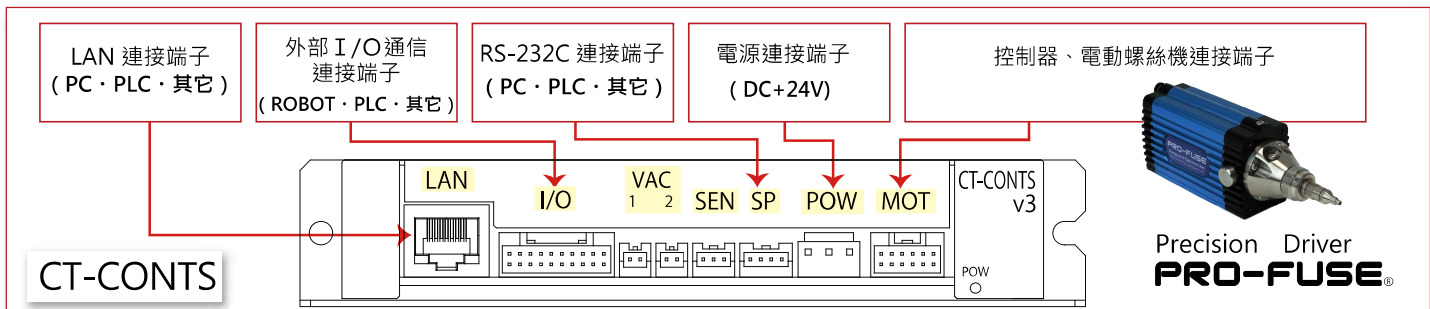 LAN 連接端子
(PC・PLC・其它)
外部 I/O通信
連接端子
(ROBOT・PLC・其它)
RS-232C 連接端子
(PC・PLC・其它)
電源連接端子
(DC+24V)
控制器、電動螺絲機連接端子
LAN
I/O
VAC
1 2
SEN
SP
POW
MOT
CT-CONTS
v3
POW
CT-CONTS
PRO-FUSE
Precision Driver
PRO-FUSE®